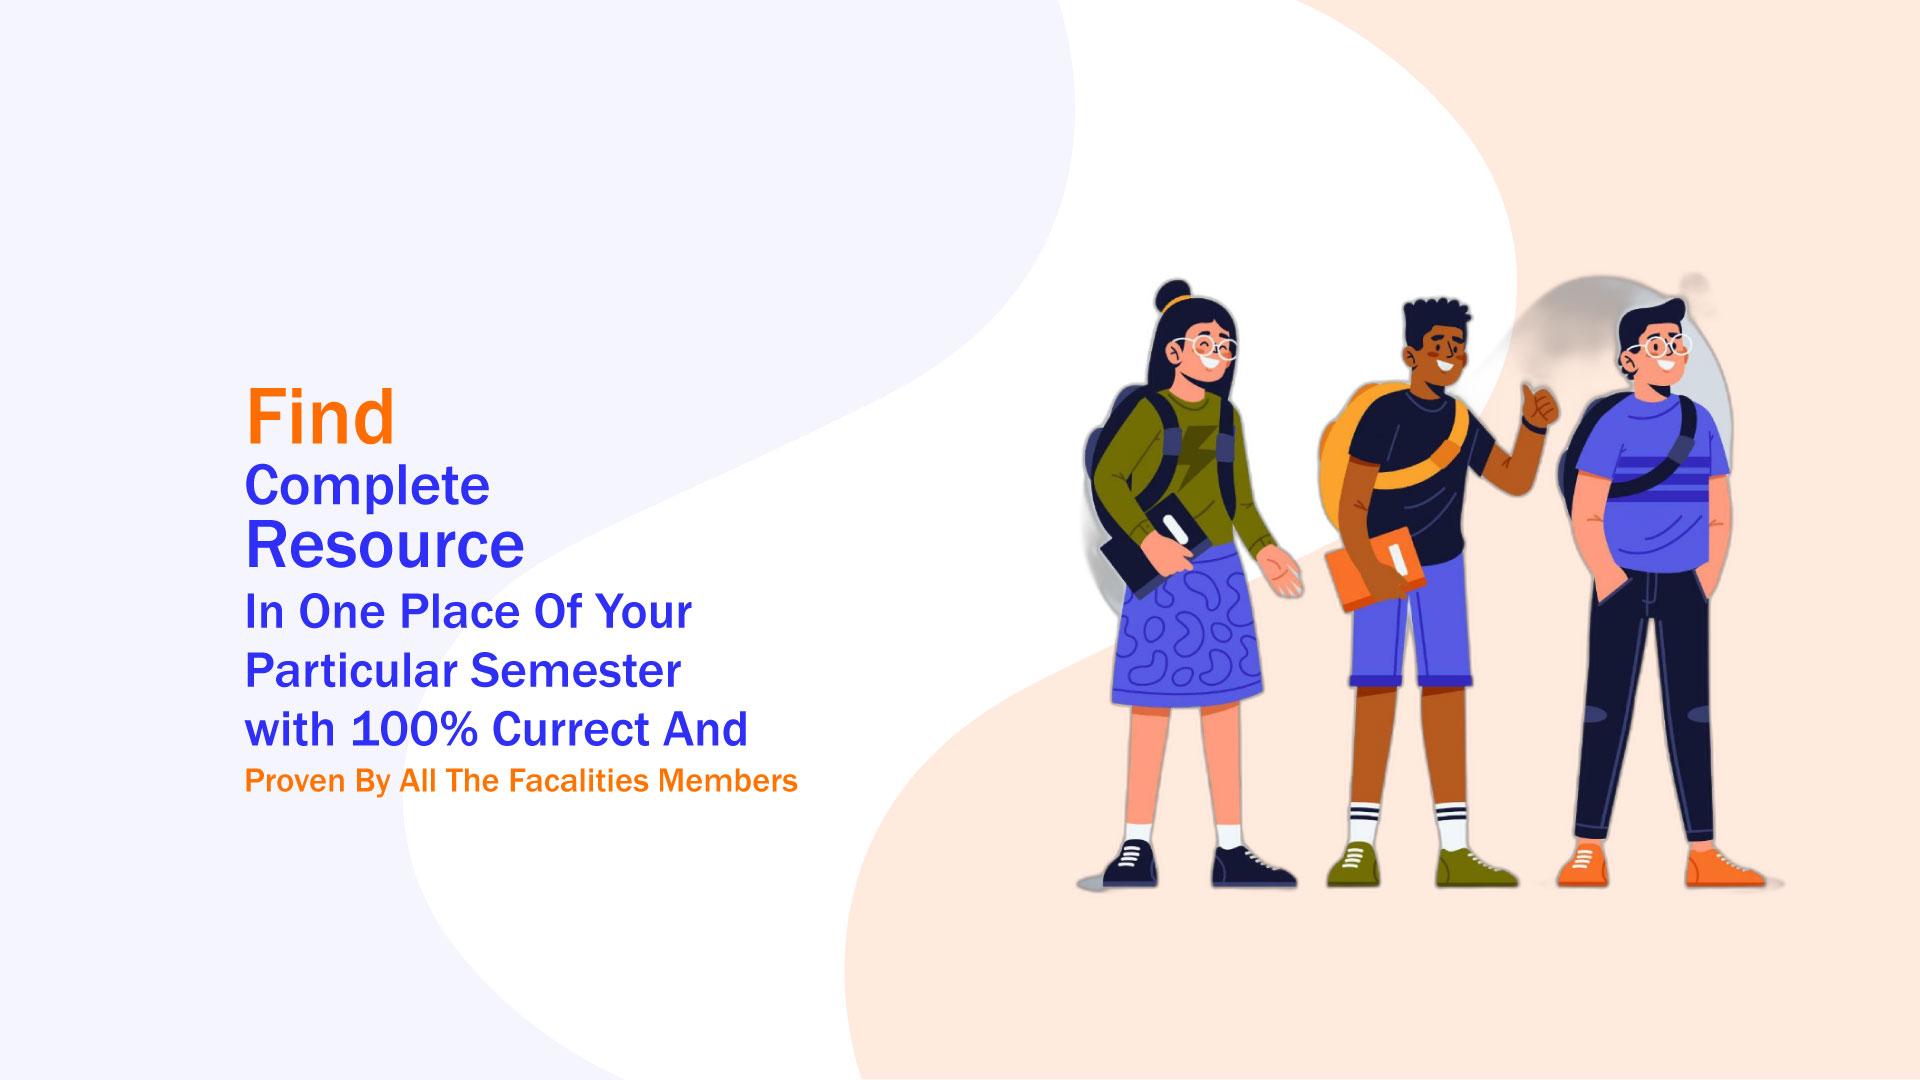 Find
Complete
Resource
In One Place Of Your
Particular Semester
with 100% Currect And
Proven By All The Facalities Members